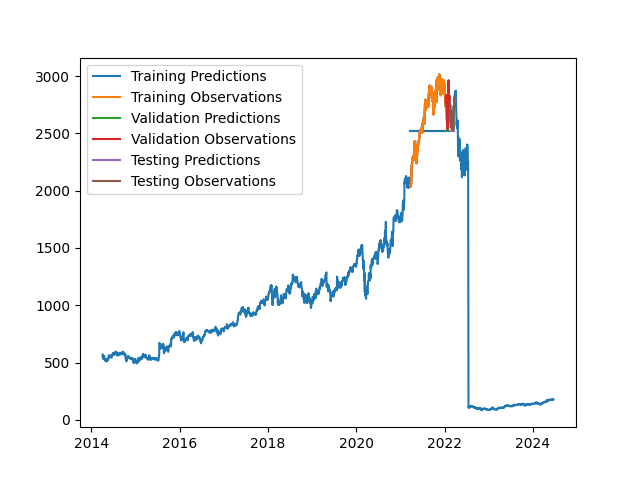 3000
2500
2000
1500
1000
500
0
Training Predictions
Training Observations
Validation Predictions
Validation Observations
Testing Predictions
Testing Observations
2014 2016 2018 2020 2022 2024